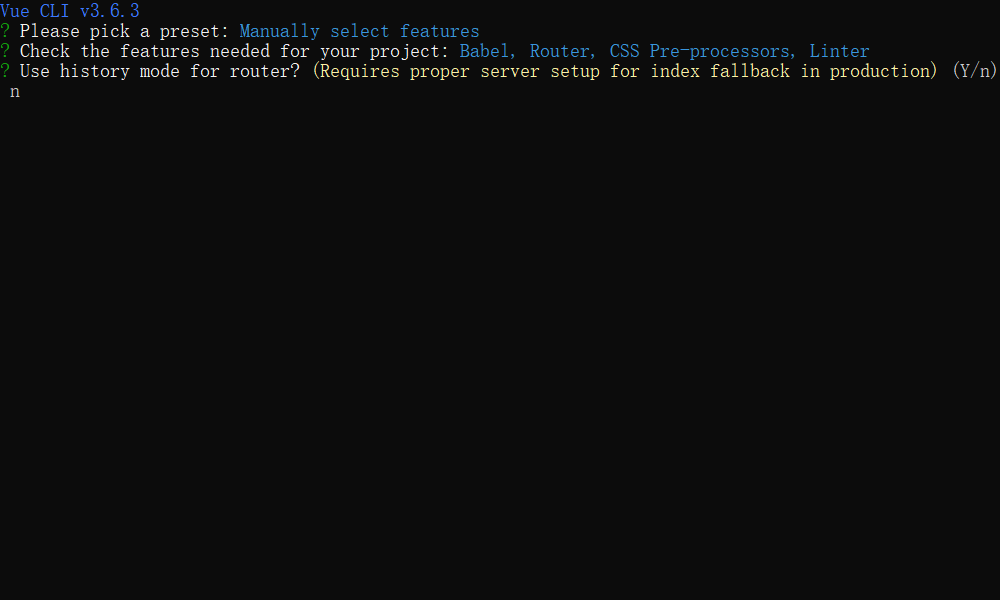 Vue CLI v3.6.3
? Please pick a preset: Manually select features
? Check the features needed for your project: Babel, Router, CSS Pre-processors, Linter
? Use history mode for router? (Requires proper server setup for index fallback in production) (Y/n)
n